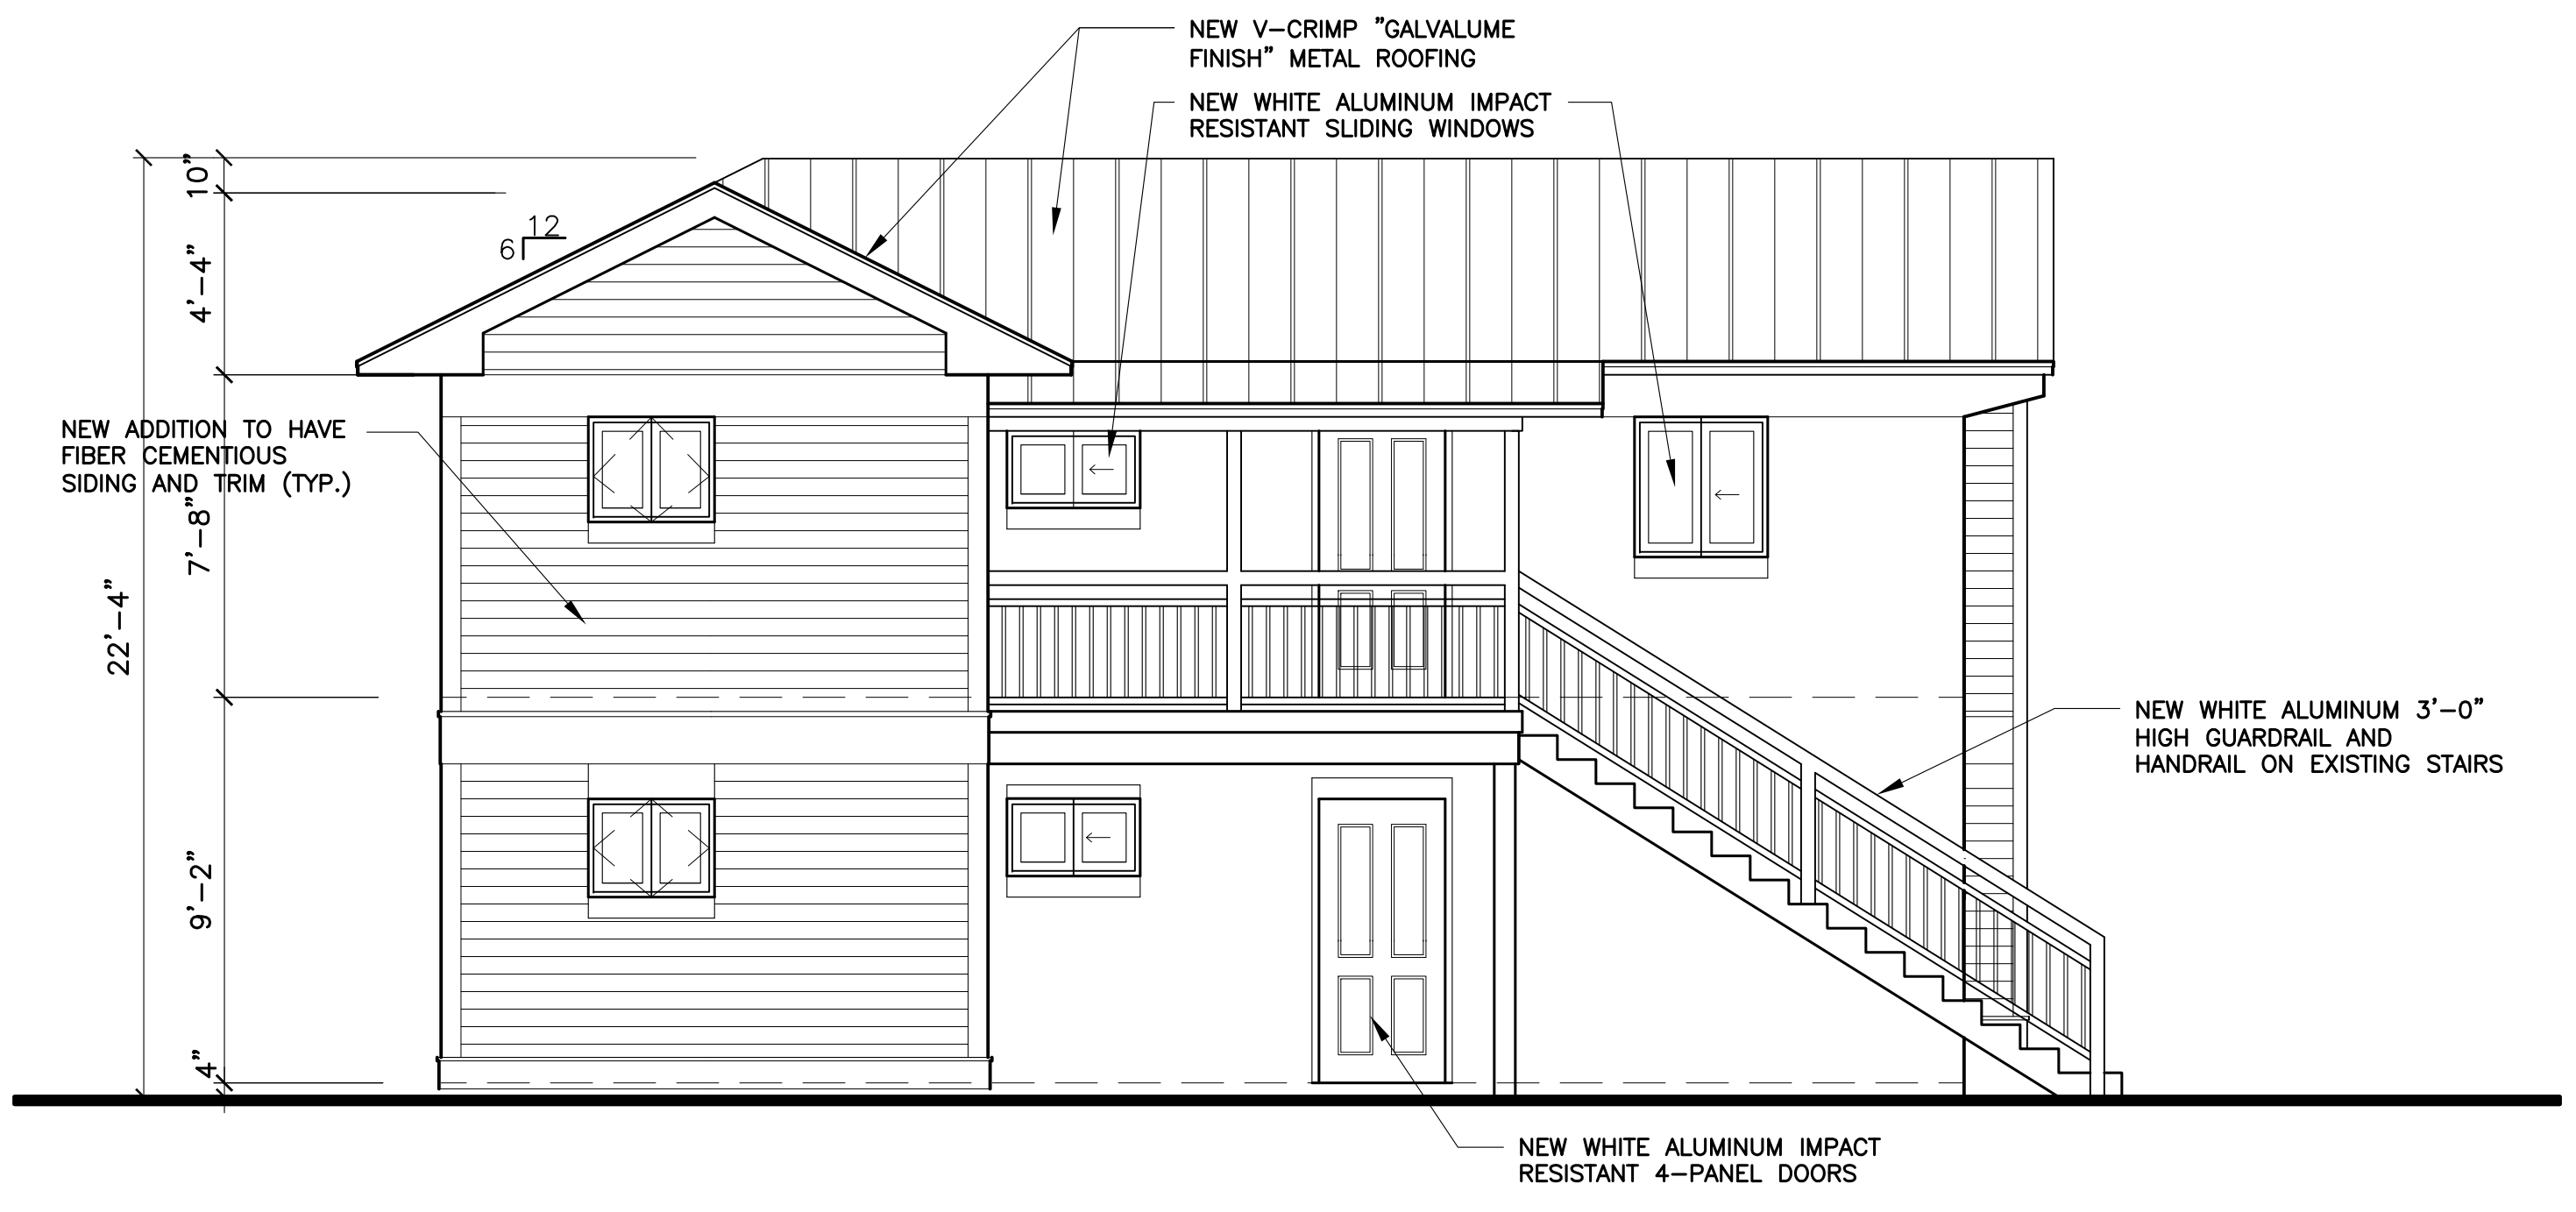 NEW V-CRIMP "GALVALUME
FINISH" METAL ROOFING
NEW WHITE ALUMINUM IMPACT
RESISTANT SLIDING WINDOWS
10"
12
6
4'-4"
NEW ADDITION TO HAVE
FIBER CEMENTIOUS
SIDING AND TRIM (TYP.)
7'-8"
22'-4"
NEW WHITE ALUMINUM 3'-0"
HIGH GUARDRAIL AND
HANDRAIL ON EXISTING STAIRS
9'-2"
4"
NEW WHITE ALUMINUM IMPACT
RESISTANT 4-PANEL DOORS